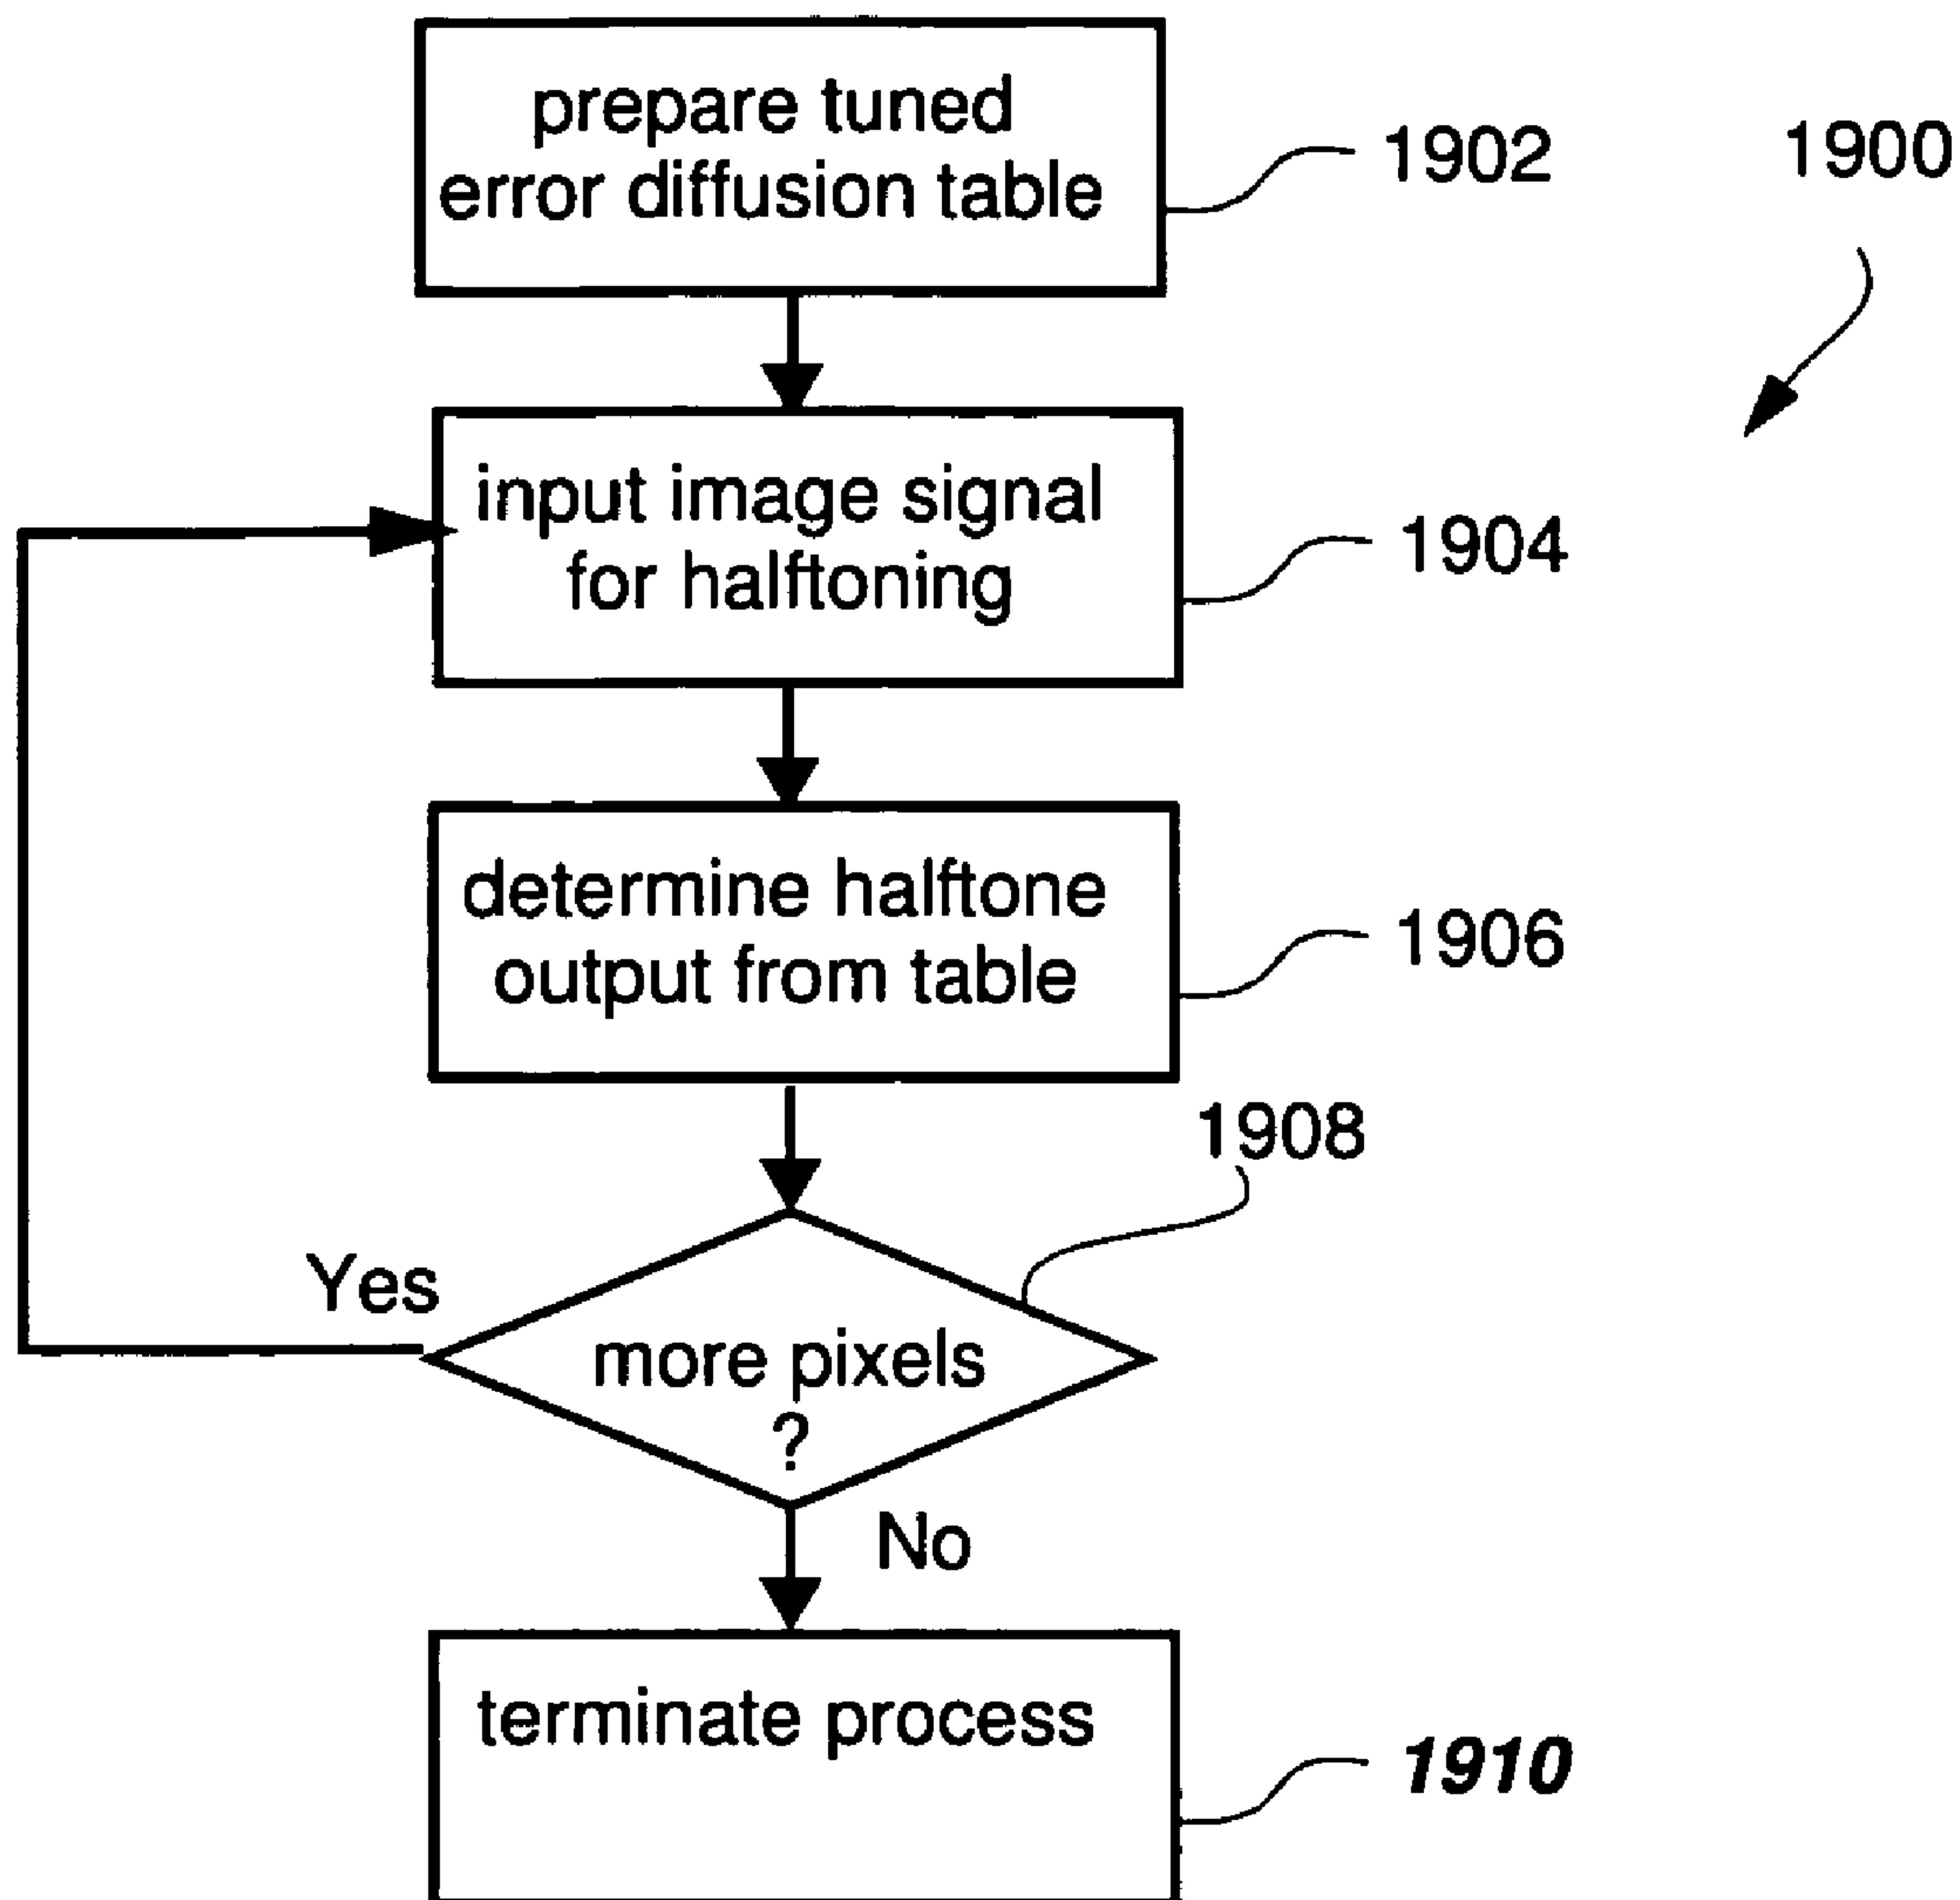 prepare tuned
error diffusion table
1902
1900
input image signal
for halftoning
1904
determine halftone
output from table
1906
1908
Yes
more pixels
?
No
terminate process
1910